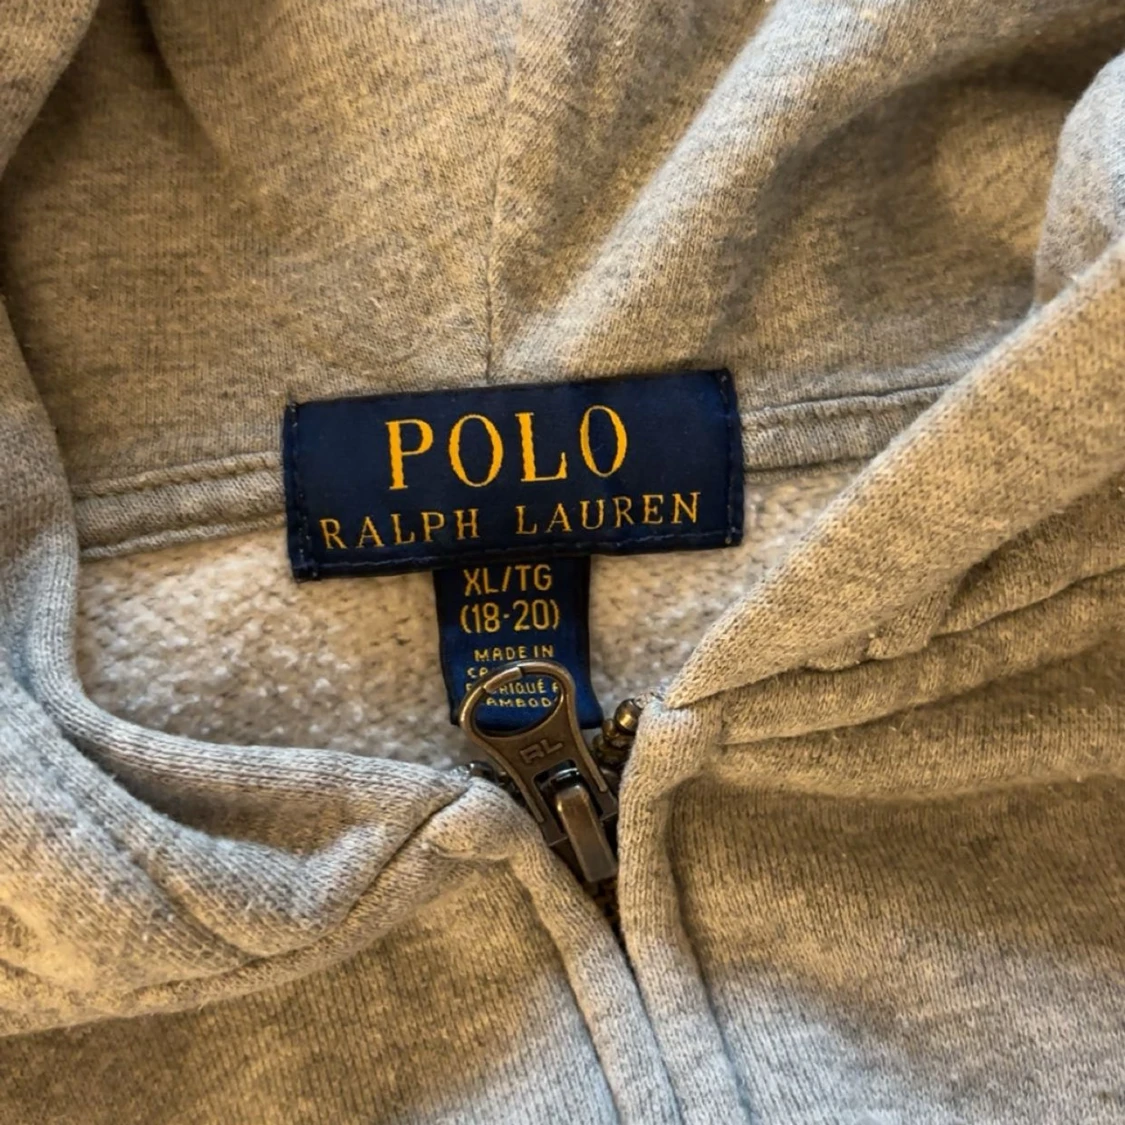 POLO
RALPH LAUREN
XL/TG
(18-20)
MADE IN
RL